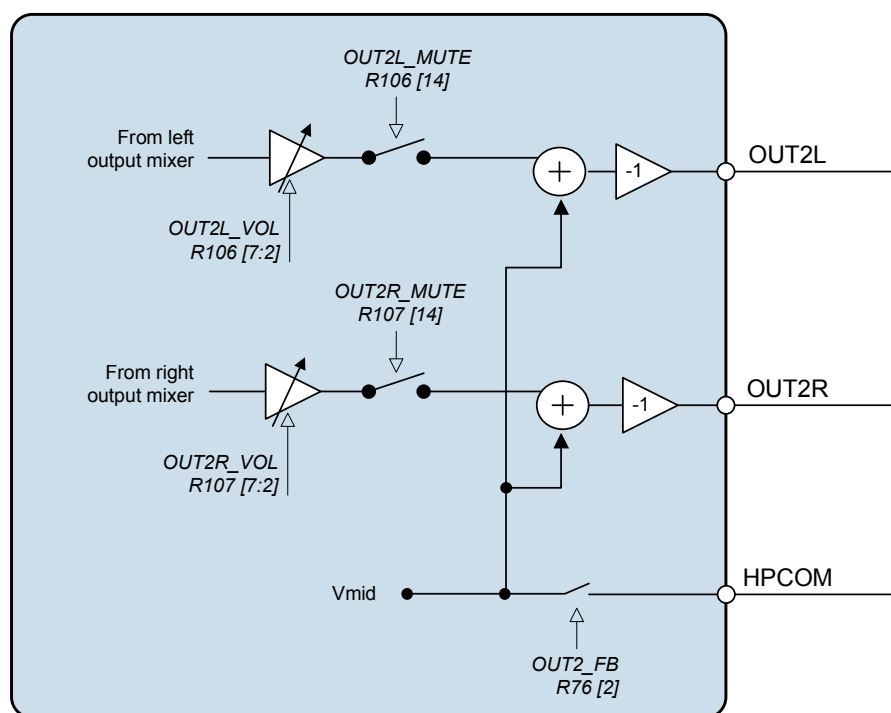 OUT2L_MUTE
R106 [14]
From left
output mixer
-1
OUT2L
OUT2L_VOL
R106 [7:2]
OUT2R_MUTE
R107 [14]
From right
output mixer
-1
OUT2R
OUT2R_VOL
R107 [7:2]
HPCOM
Vmid
OUT2_FB
R76 [2]